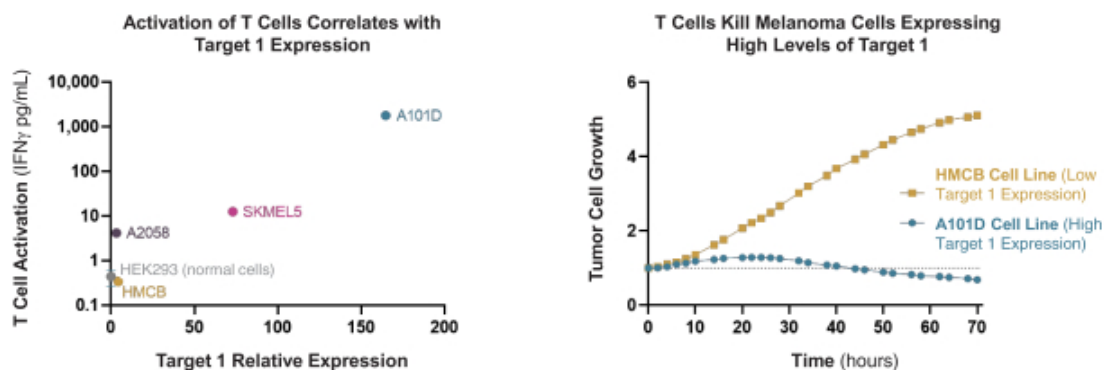 Activation of T Cells Correlates with
Target 1 Expression
T Cell Activation (IFNγ pg/mL)
10,000
1,000
100
10
1
0.1
A101D
SKMEL5
A2058
HEK293 (normal cells)
HMCB
0
50
100
150
200
Target 1 Relative Expression
T Cells Kill Melanoma Cells Expressing
High Levels of Target 1
Tumor Cell Growth
6
4
2
0
HMCB Cell Line (Low
Target 1 Expression)
A101D Cell Line (High
Target 1 Expression)
0
10
20
30
40
50
60
70
Time (hours)